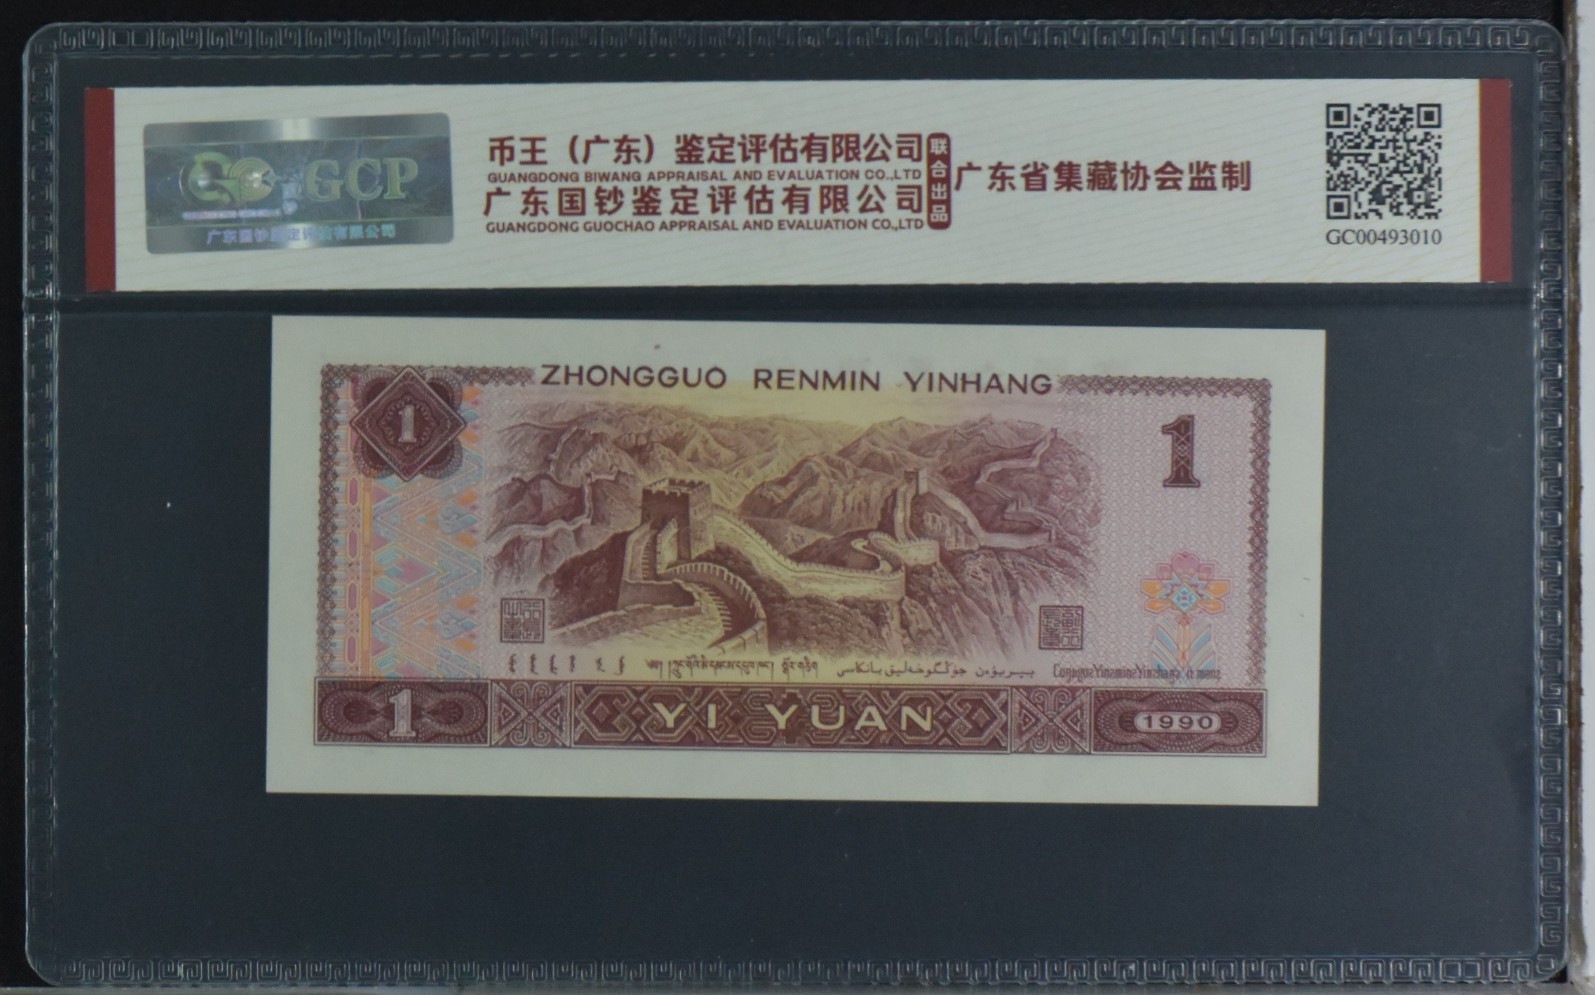 GCP
广东国钞鉴定评估有限公司
币王（广东）鉴定评估有限公司
GUANGDONG BIWANG APPRAISAL AND EVALUATION CO.,LTD
广东国钞鉴定评估有限公司
GUANGDONG GUOCHAO APPRAISAL AND EVALUATION CO.,LTD
联合出品
广东省集藏协会监制
GC00493010
ZHONGGUO RENMIN YINHANG
1
1
1
YI YUAN
1990